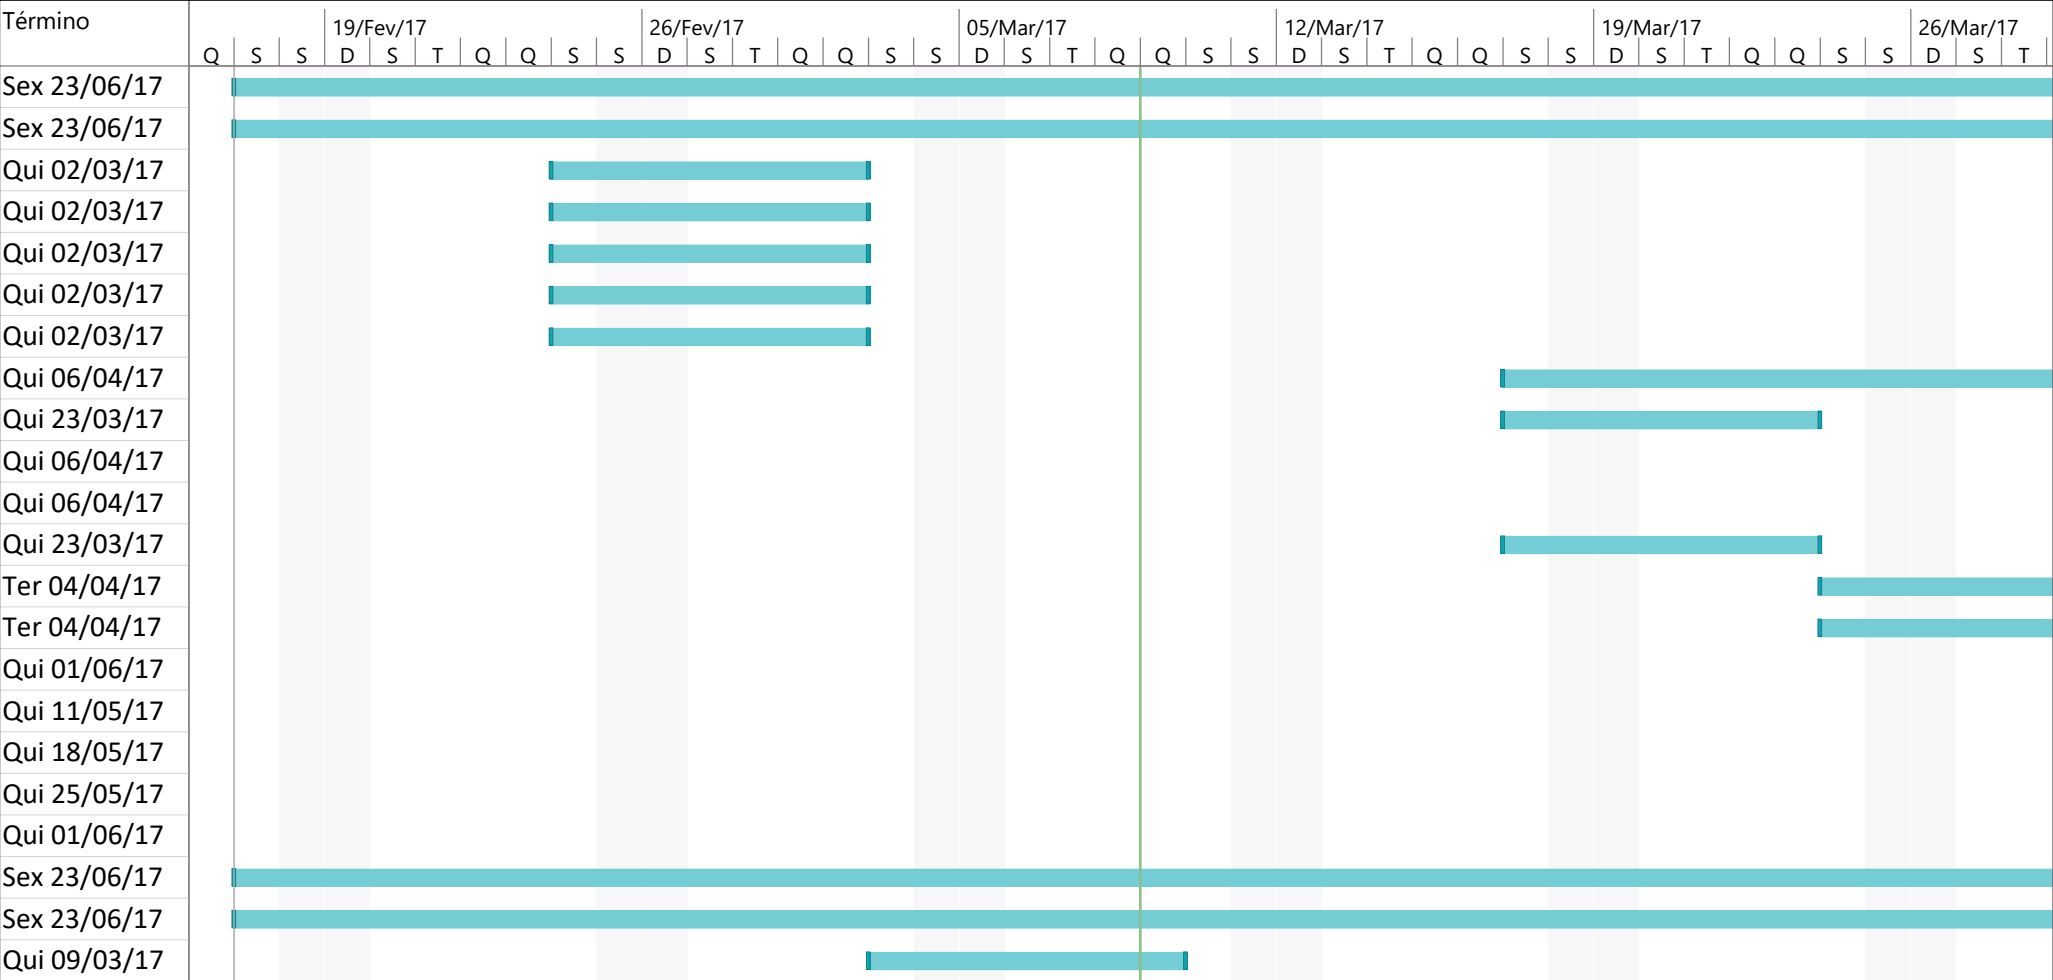 Término
19/Fev/17 26/Fev/17 05/Mar/17 12/Mar/17 19/Mar/17 26/Mar/17
Q S S D S T Q Q S S D S T Q Q S S D S T Q Q S S D S T Q Q S S D S T Q Q S S D S T
Sex 23/06/17
Sex 23/06/17
Qui 02/03/17
Qui 02/03/17
Qui 02/03/17
Qui 02/03/17
Qui 02/03/17
Qui 06/04/17
Qui 23/03/17
Qui 06/04/17
Qui 06/04/17
Qui 23/03/17
Ter 04/04/17
Ter 04/04/17
Qui 01/06/17
Qui 11/05/17
Qui 18/05/17
Qui 25/05/17
Qui 01/06/17
Sex 23/06/17
Sex 23/06/17
Qui 09/03/17